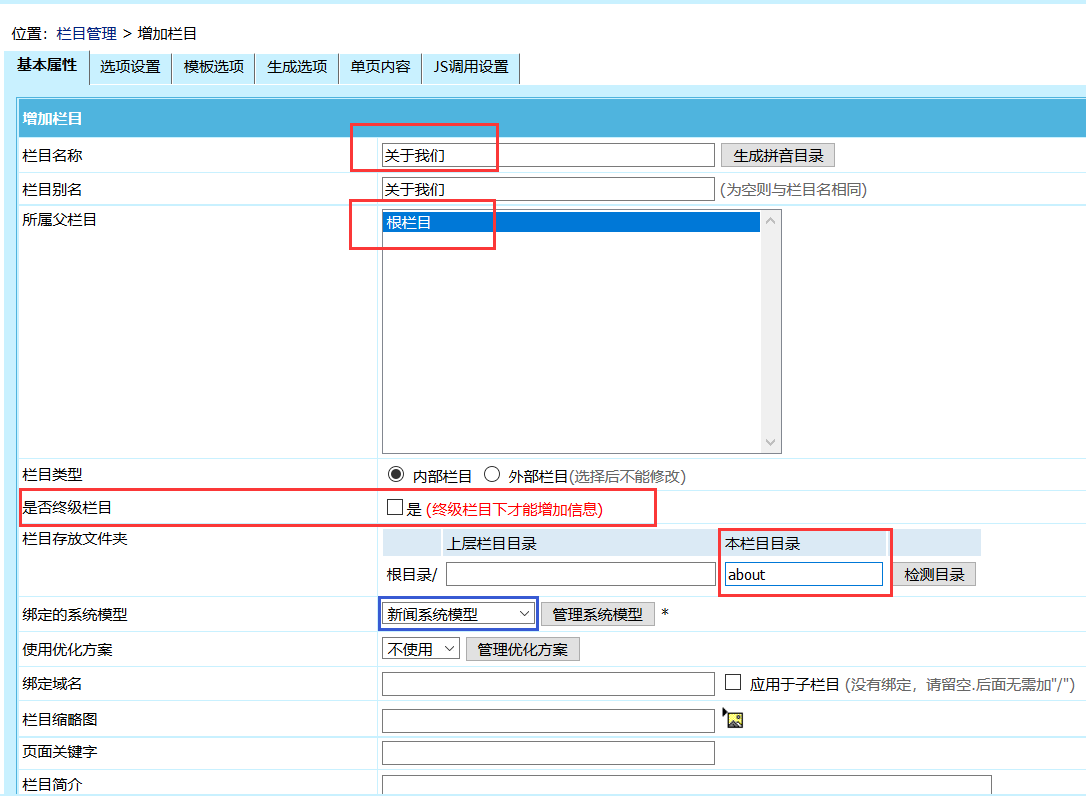 位置：栏目管理 > 增加栏目
基本属性 选项设置 模板选项 生成选项 单页内容 JS调用设置
增加栏目
栏目名称 关于我们 生成拼音目录
栏目别名 关于我们 (为空则与栏目名相同)
所属父栏目 根栏目
栏目类型 内部栏目 外部栏目(选择后不能修改)
是否终级栏目 是 (终级栏目下才能增加信息)
栏目存放文件夹 上层栏目目录 本栏目目录
根目录/ about 检测目录
绑定的系统模型 新闻系统模型 管理系统模型 *
使用优化方案 不使用 管理优化方案
绑定域名 应用于子栏目 (没有绑定，请留空.后面无需加"/")
栏目缩略图
页面关键字
栏目简介